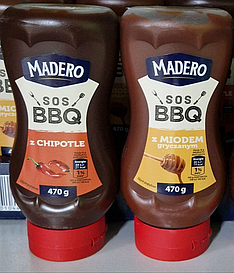 MADERO
SOS
BBQ
z CHIPOTLE
470 g
MADERO
SOS
BBQ
z MIODEM
gryczanym
470 g